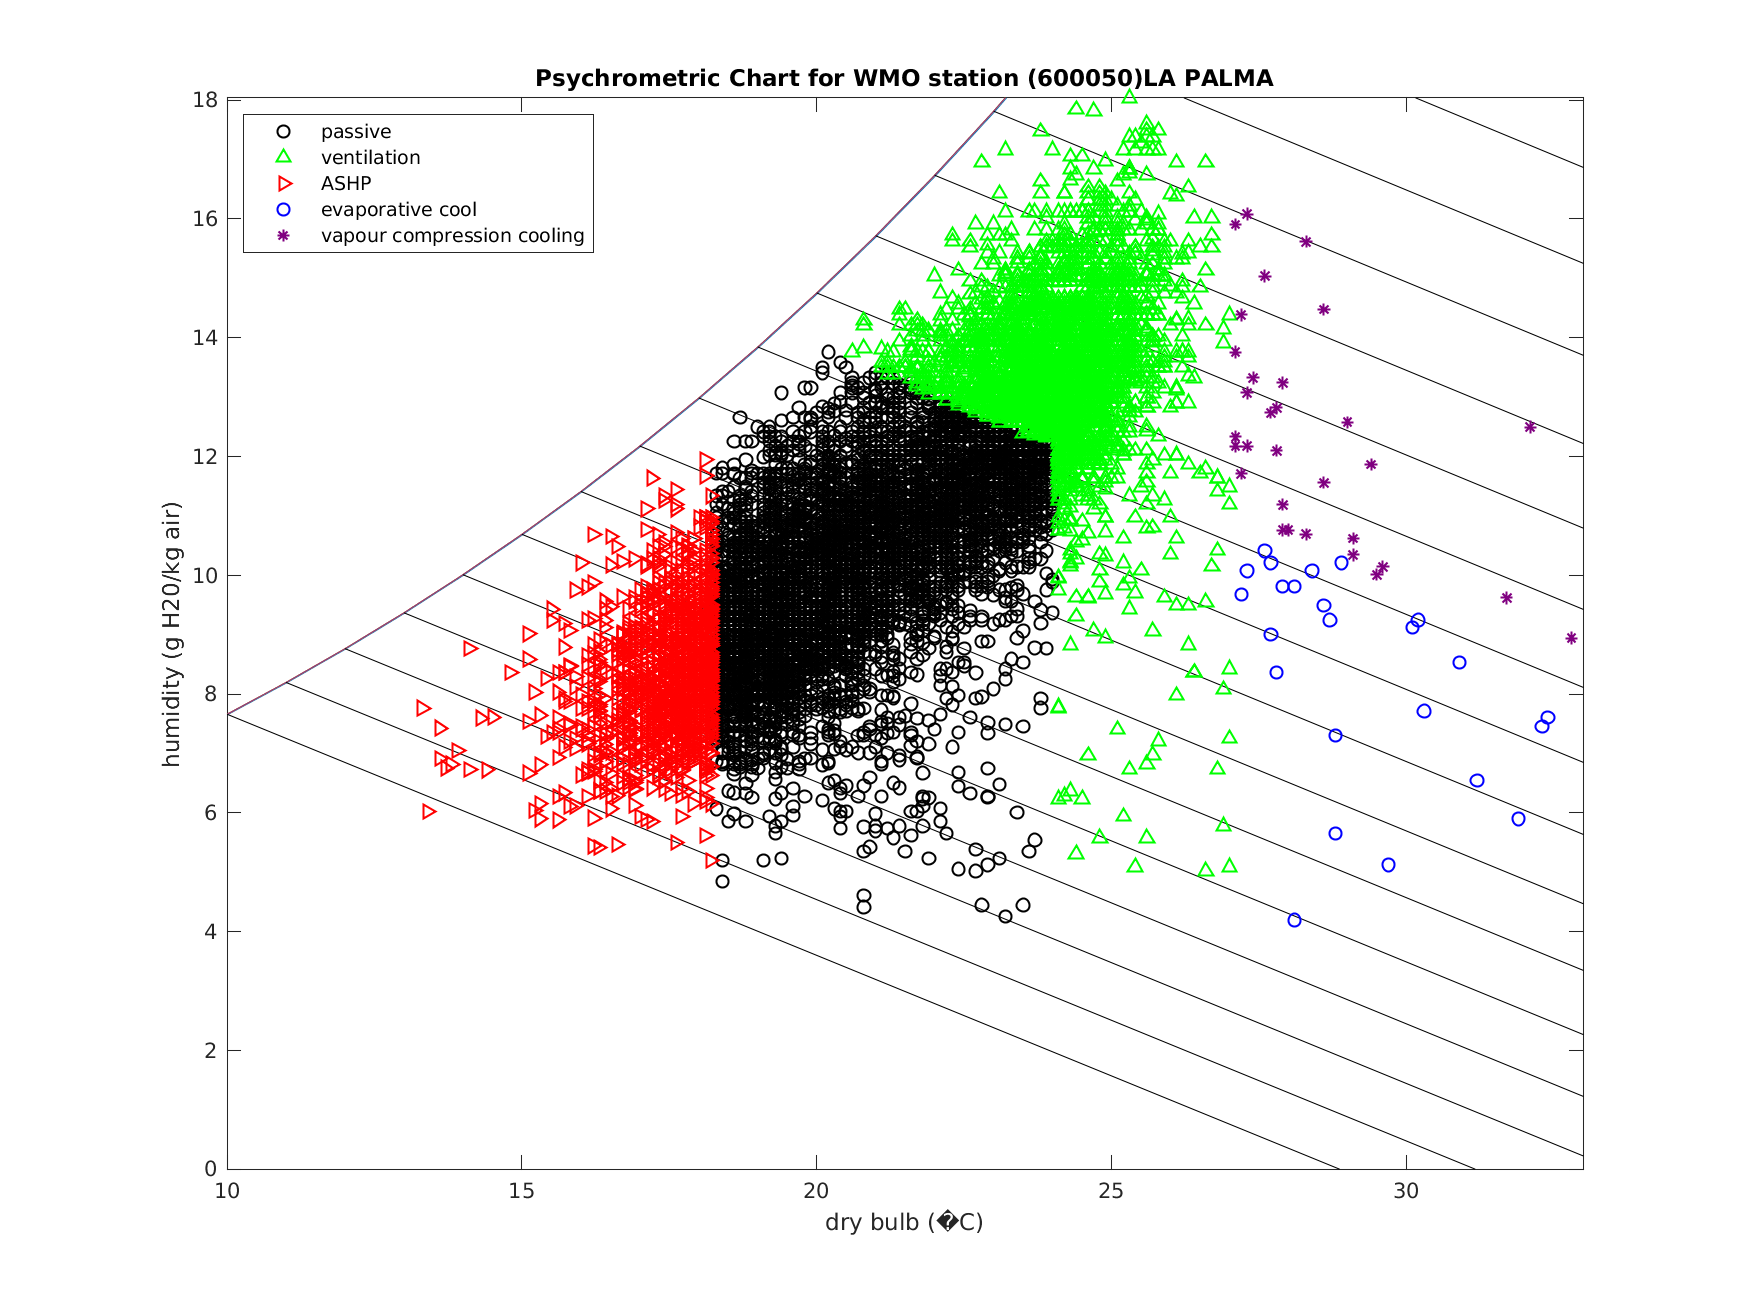 Psychrometric Chart for WMO station (600050)LA PALMA
passive
ventilation
ASHP
evaporative cool
vapour compression cooling
humidity (g H20/kg air)
18
16
14
12
10
8
6
4
2
0
10 15 20 25 30
dry bulb (�C)